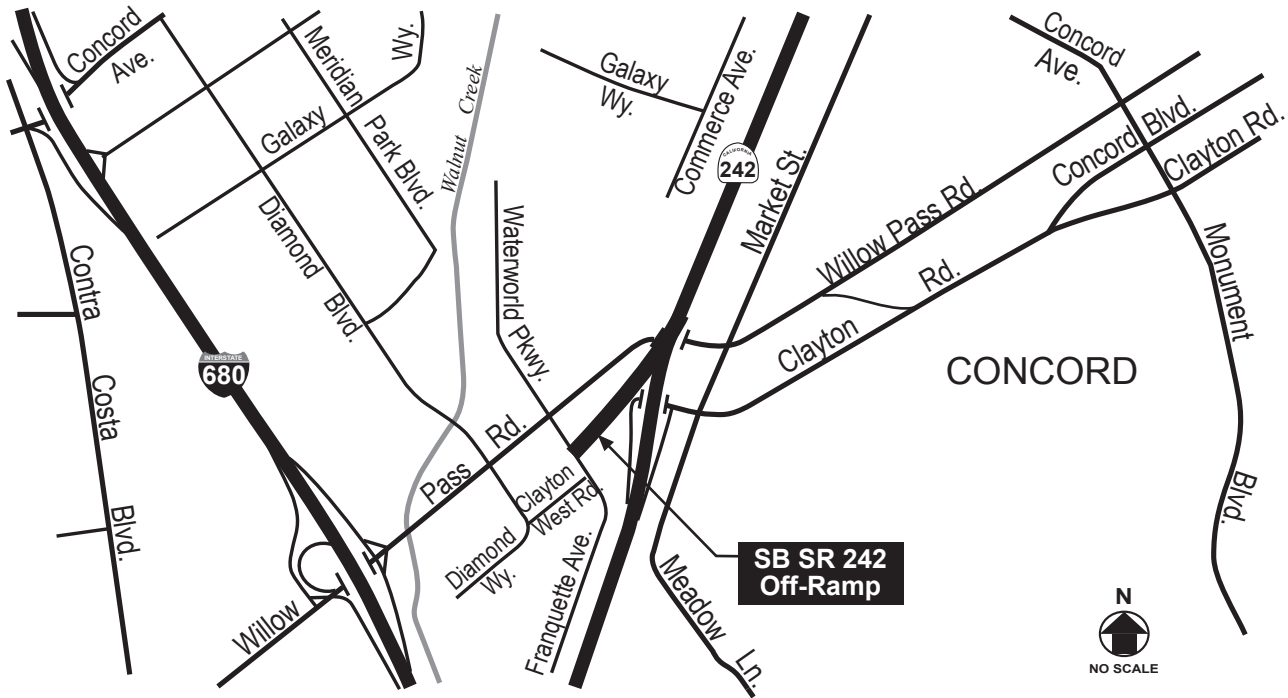 Concord
Ave.
Meridian
Park Blvd.
Galaxy
Wy.
Walnut Creek
Galaxy
Wy.
Commerce Ave.
CALIFORNIA
242
Market St.
Concord
Ave.
Concord Blvd.
Clayton Rd.
Willow Pass Rd.
Clayton
Rd.
Monument
Blvd.
CONCORD
Contra
Costa
Blvd.
INTERSTATE
680
Diamond
Blvd.
Waterworld Pkwy.
Willow
Pass
Rd.
Clayton
West Rd.
Diamond
Wy.
Franquette Ave.
Meadow
Ln.
SB SR 242
Off-Ramp
N
NO SCALE